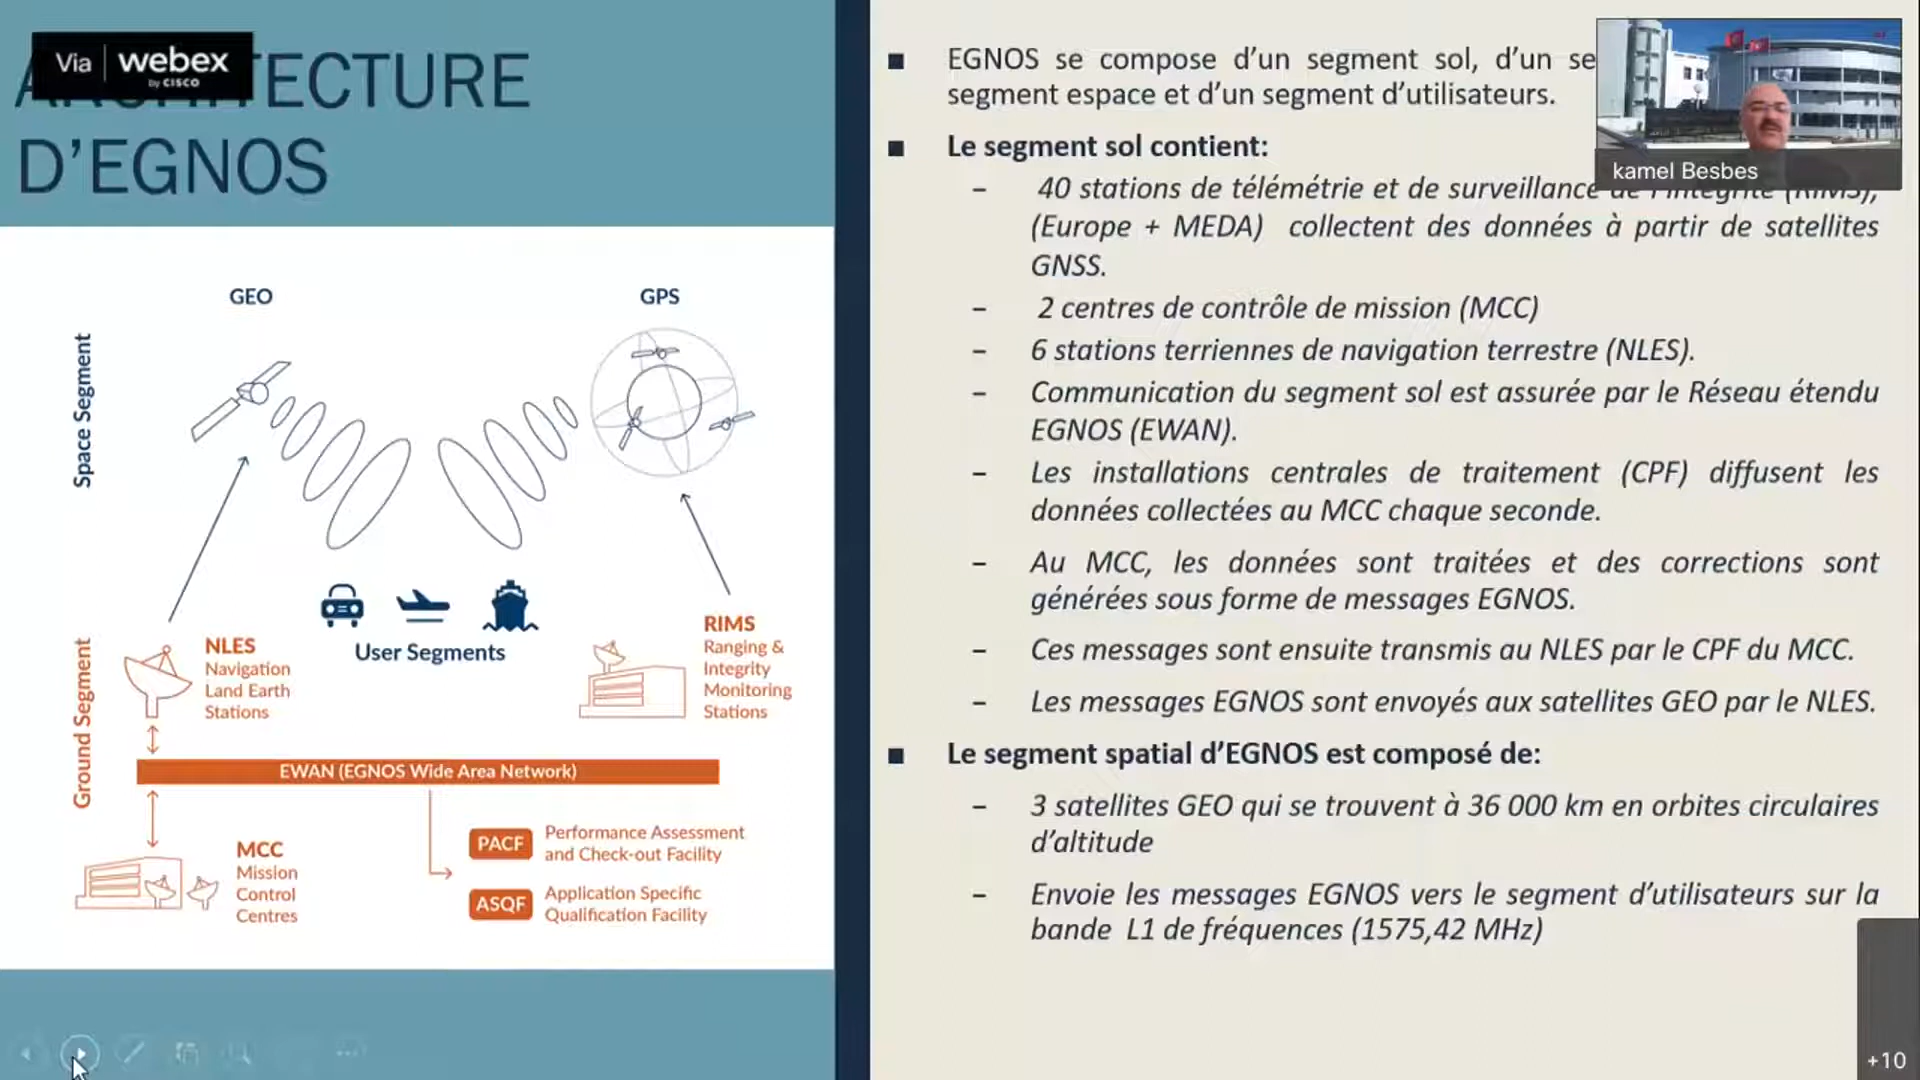 Via webex
by CISCO
ARCHITECTURE
D'EGNOS
GEO
GPS
Space Segment
NLES
Navigation
Land Earth
Stations
User Segments
RIMS
Ranging &
Integrity
Monitoring
Stations
Ground Segment
EWAN (EGNOS Wide Area Network)
MCC
Mission
Control
Centres
PACF
Performance Assessment
and Check-out Facility
ASQF
Application Specific
Qualification Facility
EGNOS se compose d'un segment sol, d'un
segment espace et d'un segment d'utilisateurs.
Le segment sol contient:
– 40 stations de télémétrie et de surveillance de l'intégrité (RIMS),
(Europe + MEDA) collectent des données à partir de satellites
GNSS.
– 2 centres de contrôle de mission (MCC)
– 6 stations terriennes de navigation terrestre (NLES).
– Communication du segment sol est assurée par le Réseau étendu
EGNOS (EWAN).
– Les installations centrales de traitement (CPF) diffusent les
données collectées au MCC chaque seconde.
– Au MCC, les données sont traitées et des corrections sont
générées sous forme de messages EGNOS.
– Ces messages sont ensuite transmis au NLES par le CPF du MCC.
– Les messages EGNOS sont envoyés aux satellites GEO par le NLES.
Le segment spatial d'EGNOS est composé de:
– 3 satellites GEO qui se trouvent à 36 000 km en orbites circulaires
d'altitude
– Envoie les messages EGNOS vers le segment d'utilisateurs sur la
bande L1 de fréquences (1575,42 MHz)
kamel Besbes
+10